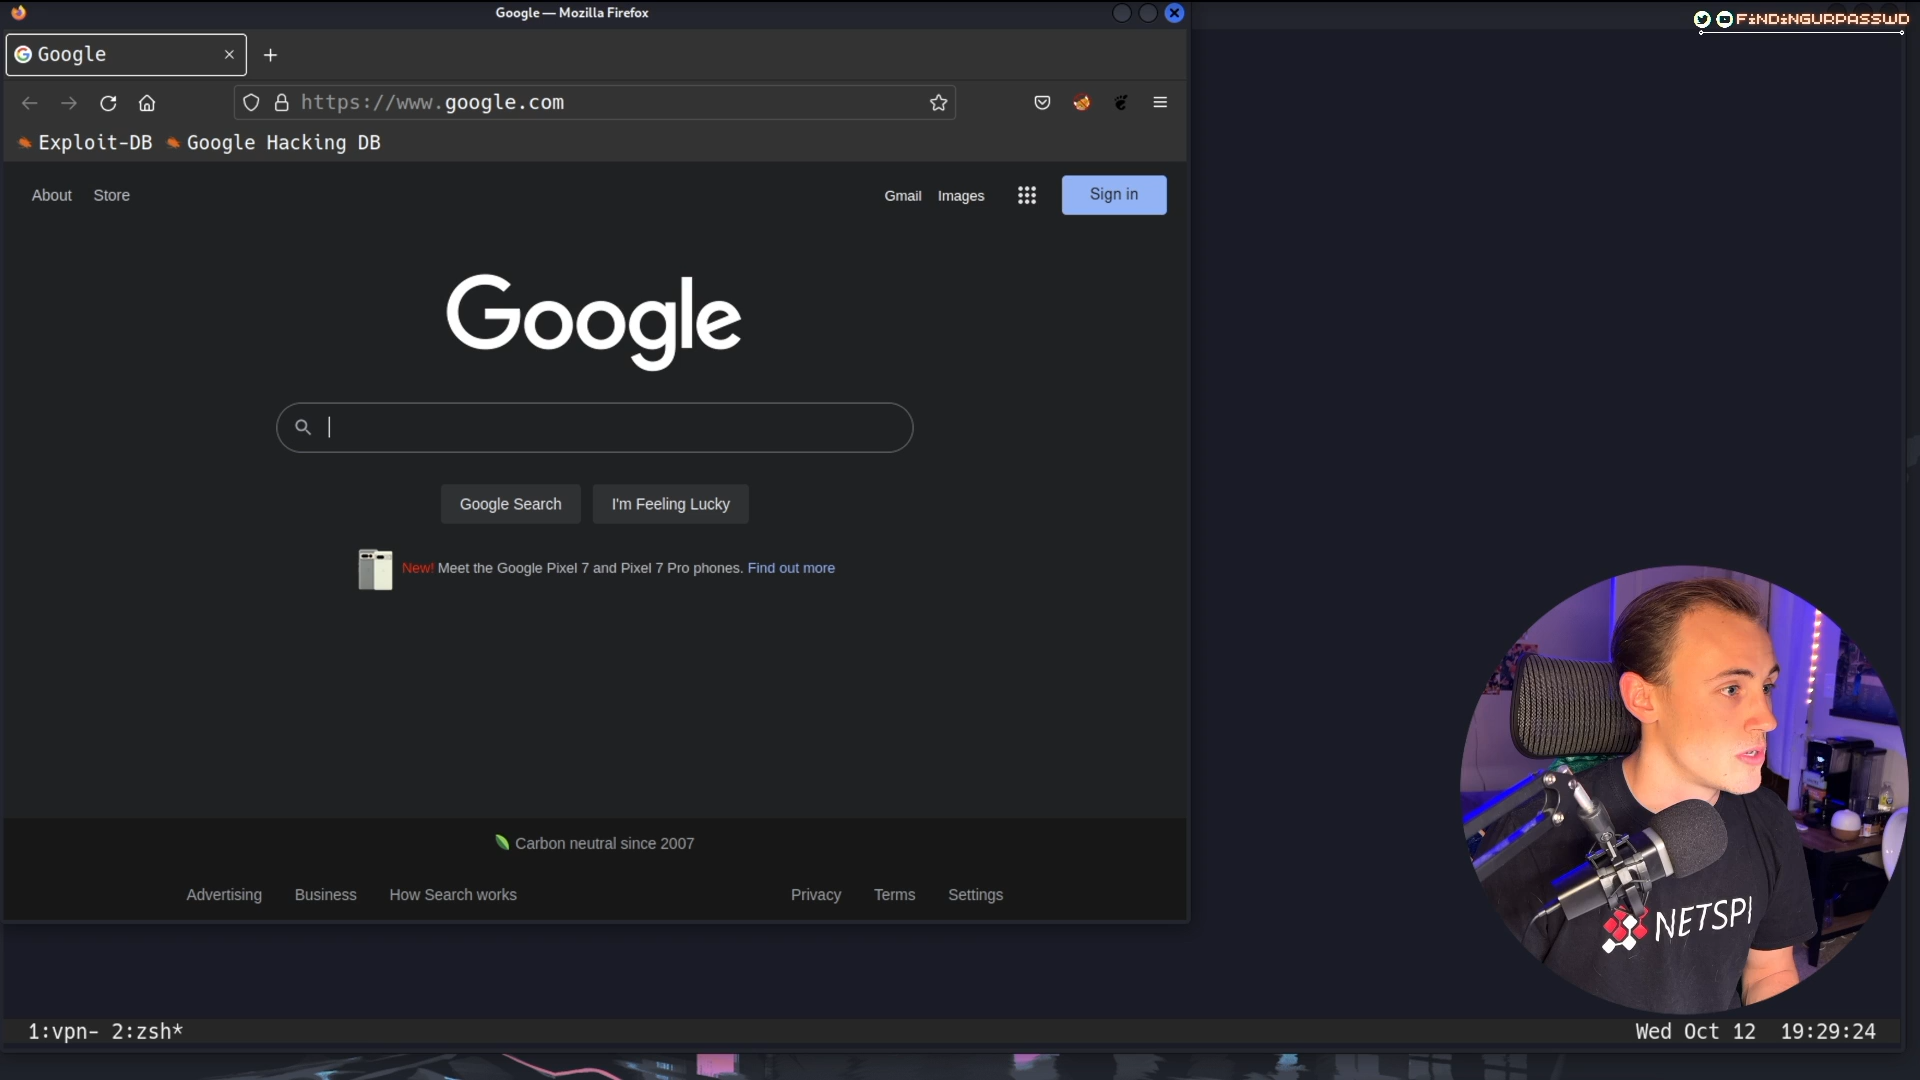 Google — Mozilla Firefox
FiNDiNGURPASSWD
Google
https://www.google.com
Exploit-DB Google Hacking DB
About Store Gmail Images Sign in
Google
Google Search I'm Feeling Lucky
New! Meet the Google Pixel 7 and Pixel 7 Pro phones. Find out more
Carbon neutral since 2007
Advertising Business How Search works Privacy Terms Settings
NETSPI
1:vpn- 2:zsh* Wed Oct 12 19:29:24